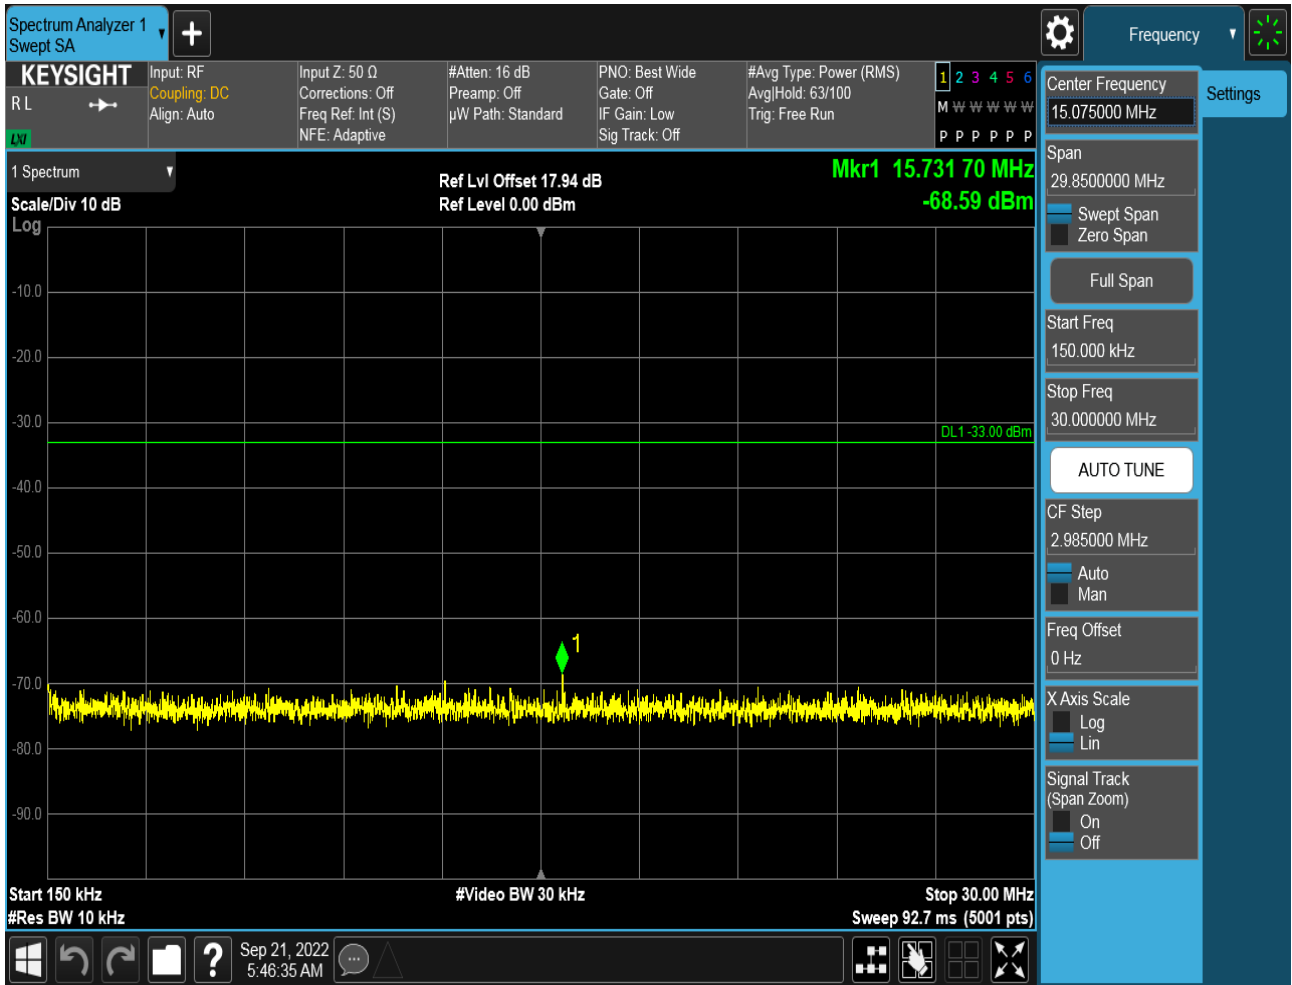 Spectrum Analyzer 1
Swept SA
Frequency
KEYSIGHT
R L
LXI
Input: RF
Coupling: DC
Align: Auto
Input Z: 50 Ω
Corrections: Off
Freq Ref: Int (S)
NFE: Adaptive
#Atten: 16 dB
Preamp: Off
µW Path: Standard
PNO: Best Wide
Gate: Off
IF Gain: Low
Sig Track: Off
#Avg Type: Power (RMS)
Avg|Hold: 63/100
Trig: Free Run
1 2 3 4 5 6
M W W W W W
P P P P P P
1 Spectrum
Scale/Div 10 dB
Log
Ref Lvl Offset 17.94 dB
Ref Level 0.00 dBm
Mkr1 15.731 70 MHz
-68.59 dBm
-10.0
-20.0
-30.0
DL1 -33.00 dBm
-40.0
-50.0
-60.0
1
-70.0
-80.0
-90.0
Start 150 kHz
#Video BW 30 kHz
Stop 30.00 MHz
#Res BW 10 kHz
Sweep 92.7 ms (5001 pts)
?
Sep 21, 2022
5:46:35 AM
Center Frequency
15.075000 MHz
Settings
Span
29.8500000 MHz
Swept Span
Zero Span
Full Span
Start Freq
150.000 kHz
Stop Freq
30.000000 MHz
AUTO TUNE
CF Step
2.985000 MHz
Auto
Man
Freq Offset
0 Hz
X Axis Scale
Log
Lin
Signal Track
(Span Zoom)
On
Off